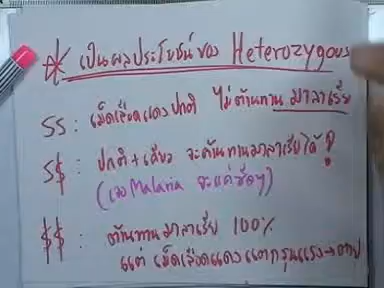 * เป็นผลประโยชน์ของ Heterozygous
SS : เม็ดเลือดแดงปกติ ไม่ต้านทาน มาลาเรีย
S$ : ปกติ + เคียว จะต้านทานมาลาเรียได้ดี
(เจอ Malaria จะแค่ซีดๆ)
$$ : ต้านทานมาลาเรีย 100%
แต่ เม็ดเลือดแดงแตกรุนแรง → ตาย